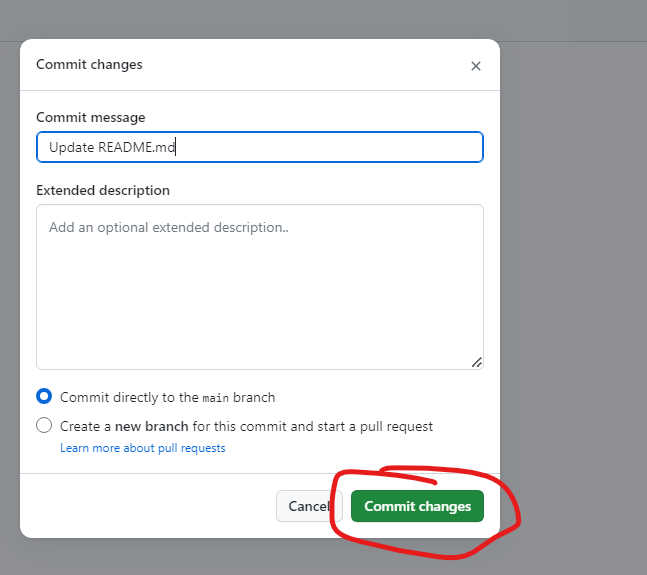 Commit changes
Commit message
Update README.md
Extended description
Add an optional extended description..
Commit directly to the main branch
Create a new branch for this commit and start a pull request
Learn more about pull requests
Cancel Commit changes